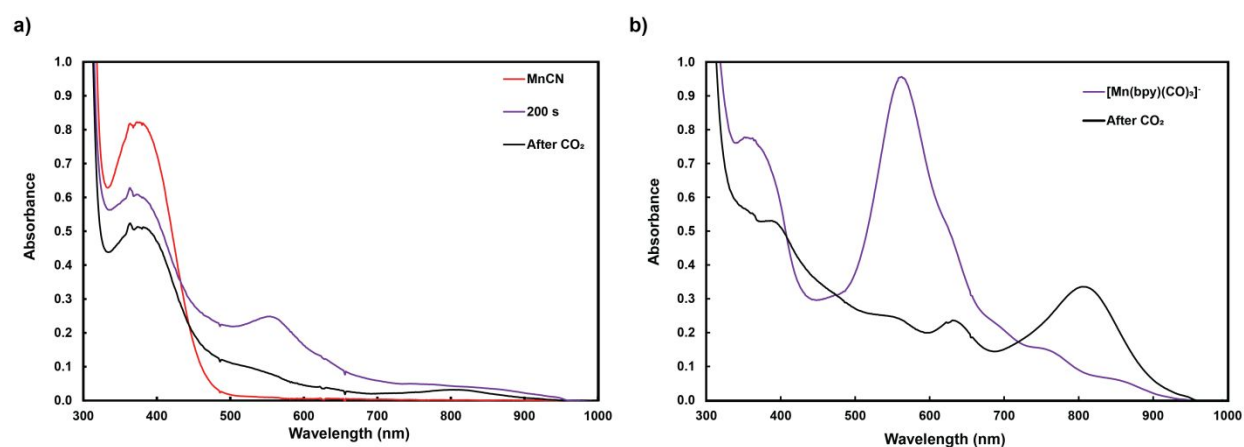 a)
1.0
0.9
0.8
0.7
0.6
0.5
0.4
0.3
0.2
0.1
0.0
Absorbance
300 400 500 600 700 800 900 1000
Wavelength (nm)
MnCN
200 s
After CO₂
b)
1.0
0.9
0.8
0.7
0.6
0.5
0.4
0.3
0.2
0.1
0.0
Absorbance
300 400 500 600 700 800 900 1000
Wavelength (nm)
[Mn(bpy)(CO)₃]⁻
After CO₂